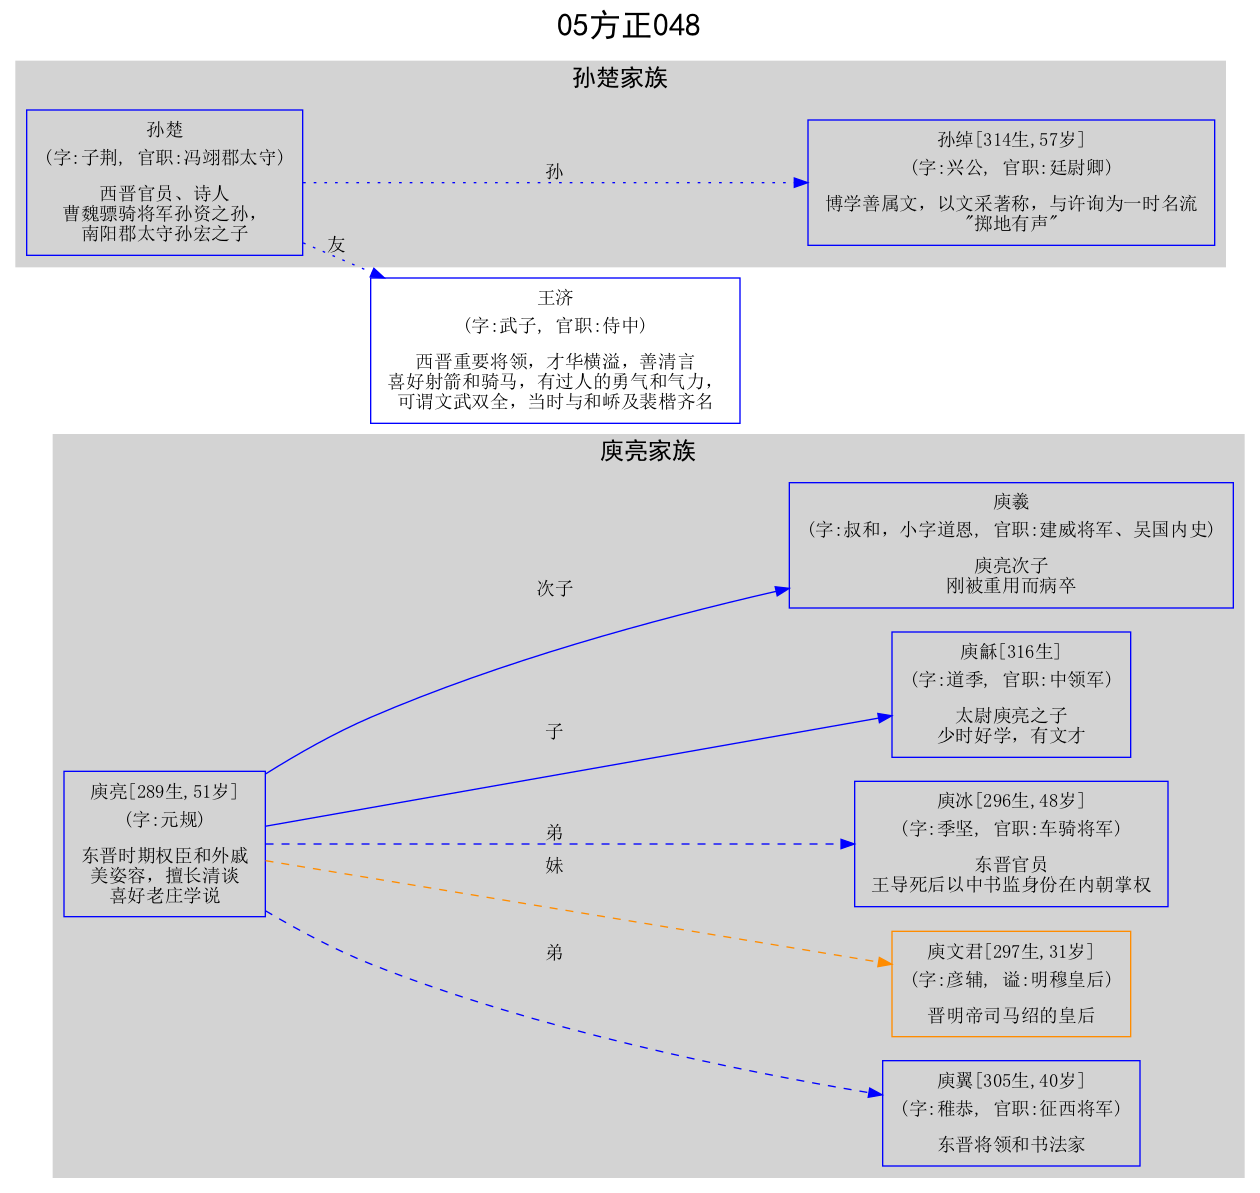 05方正048
孙楚家族
孙楚
(字:子荆, 官职:冯翊郡太守)
西晋官员、诗人
曹魏骠骑将军孙资之孙，
南阳郡太守孙宏之子
孙
友
孙绰[314生,57岁]
(字:兴公, 官职:廷尉卿)
博学善属文，以文采著称，与许询为一时名流
"掷地有声"
王济
(字:武子, 官职:侍中)
西晋重要将领，才华横溢，善清言
喜好射箭和骑马，有过人的勇气和气力，
可谓文武双全，当时与和峤及裴楷齐名
庾亮家族
庾亮[289生,51岁]
(字:元规)
东晋时期权臣和外戚
美姿容，擅长清谈
喜好老庄学说
次子
子
弟
妹
弟
庾羲
(字:叔和，小字道恩, 官职:建威将军、吴国内史)
庾亮次子
刚被重用而病卒
庾龢[316生]
(字:道季, 官职:中领军)
太尉庾亮之子
少时好学，有文才
庾冰[296生,48岁]
(字:季坚, 官职:车骑将军)
东晋官员
王导死后以中书监身份在内朝掌权
庾文君[297生,31岁]
(字:彦辅, 谥:明穆皇后)
晋明帝司马绍的皇后
庾翼[305生,40岁]
(字:稚恭, 官职:征西将军)
东晋将领和书法家